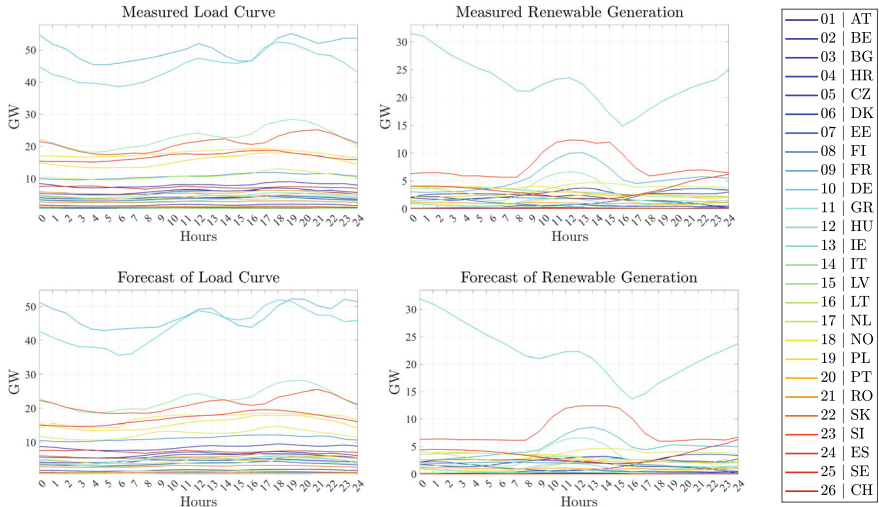 Measured Load Curve
50
40
30
20
10
GW
0 1 2 3 4 5 6 7 8 9 10 11 12 13 14 15 16 17 18 19 20 21 22 23 24
Hours
Measured Renewable Generation
30
25
20
15
10
5
0
GW
0 1 2 3 4 5 6 7 8 9 10 11 12 13 14 15 16 17 18 19 20 21 22 23 24
Hours
Forecast of Load Curve
50
40
30
20
10
GW
0 1 2 3 4 5 6 7 8 9 10 11 12 13 14 15 16 17 18 19 20 21 22 23 24
Hours
Forecast of Renewable Generation
30
25
20
15
10
5
0
GW
0 1 2 3 4 5 6 7 8 9 10 11 12 13 14 15 16 17 18 19 20 21 22 23 24
Hours
01 | AT
02 | BE
03 | BG
04 | HR
05 | CZ
06 | DK
07 | EE
08 | FI
09 | FR
10 | DE
11 | GR
12 | HU
13 | IE
14 | IT
15 | LV
16 | LT
17 | NL
18 | NO
19 | PL
20 | PT
21 | RO
22 | SK
23 | SI
24 | ES
25 | SE
26 | CH